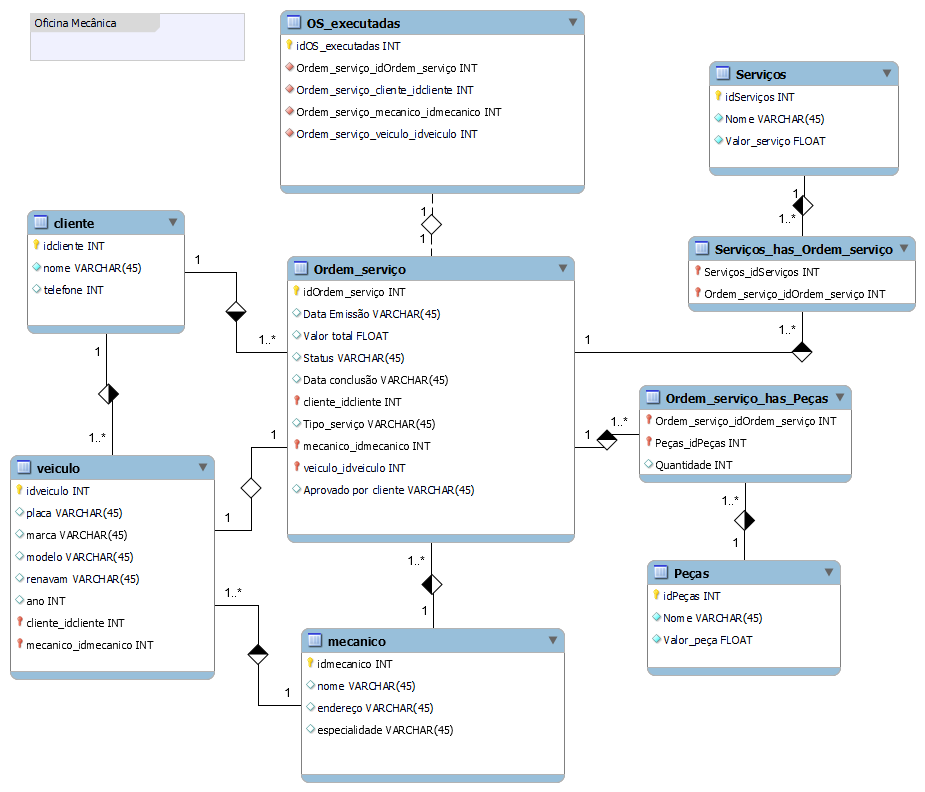 Oficina Mecânica
OS_executadas
idOS_executadas INT
Ordem_serviço_idOrdem_serviço INT
Ordem_serviço_cliente_idcliente INT
Ordem_serviço_mecanico_idmecanico INT
Ordem_serviço_veiculo_idveiculo INT
Serviços
idServiços INT
Nome VARCHAR(45)
Valor_serviço FLOAT
1
1..*
1
1
cliente
idcliente INT
nome VARCHAR(45)
telefone INT
1
1..*
Serviços_has_Ordem_serviço
Serviços_idServiços INT
Ordem_serviço_idOrdem_serviço INT
1..*
1
Ordem_serviço
idOrdem_serviço INT
Data Emissão VARCHAR(45)
Valor total FLOAT
Status VARCHAR(45)
Data conclusão VARCHAR(45)
cliente_idcliente INT
Tipo_serviço VARCHAR(45)
mecanico_idmecanico INT
veiculo_idveiculo INT
Aprovado por cliente VARCHAR(45)
1
1..*
Ordem_serviço_has_Peças
Ordem_serviço_idOrdem_serviço INT
Peças_idPeças INT
Quantidade INT
1
1..*
1
1
veiculo
idveiculo INT
placa VARCHAR(45)
marca VARCHAR(45)
modelo VARCHAR(45)
renavam VARCHAR(45)
ano INT
cliente_idcliente INT
mecanico_idmecanico INT
1..*
1
1..*
1
Peças
idPeças INT
Nome VARCHAR(45)
Valor_peça FLOAT
1..*
1
mecanico
idmecanico INT
nome VARCHAR(45)
endereço VARCHAR(45)
especialidade VARCHAR(45)